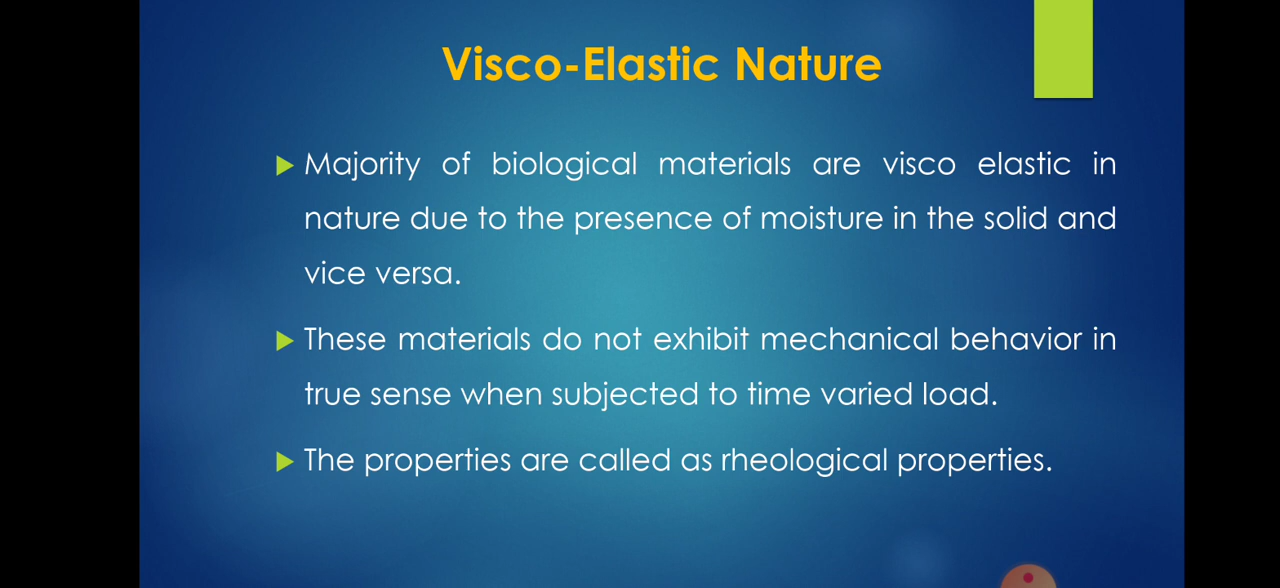 Visco-Elastic Nature
Majority of biological materials are visco elastic in
nature due to the presence of moisture in the solid and
vice versa.
These materials do not exhibit mechanical behavior in
true sense when subjected to time varied load.
The properties are called as rheological properties.